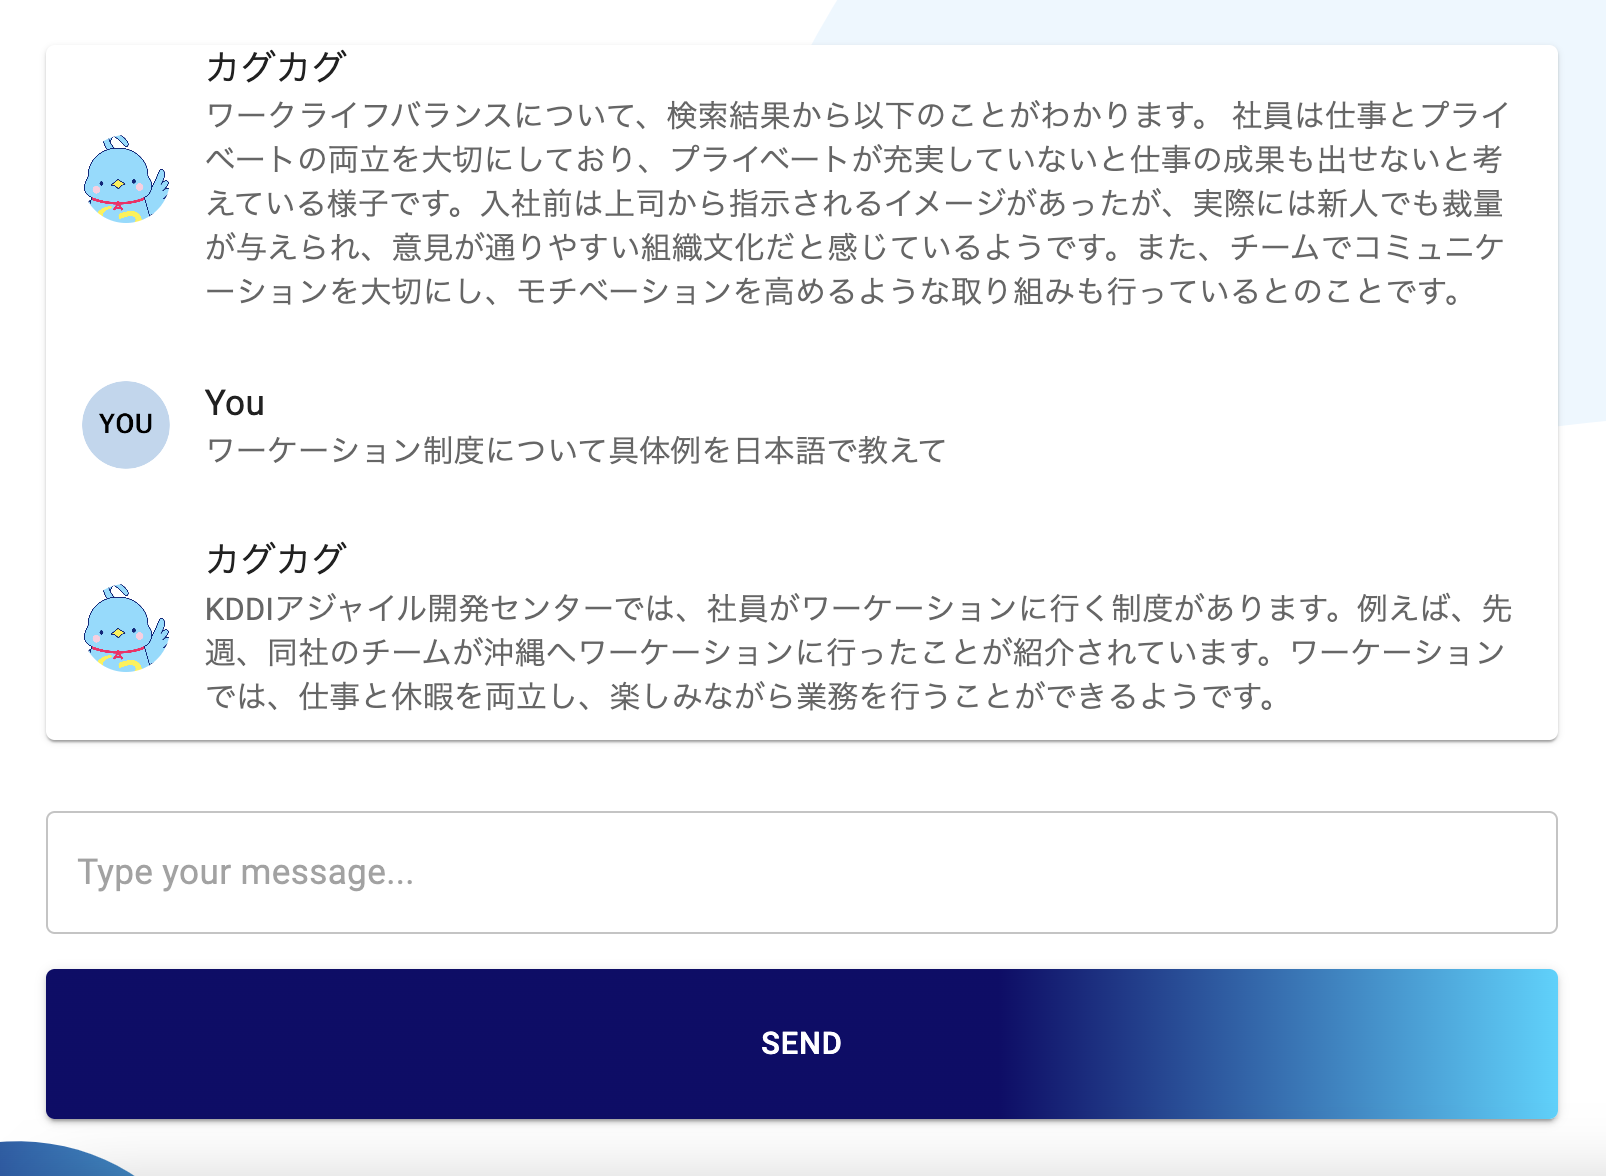 カグカグ
ワークライフバランスについて、検索結果から以下のことがわかります。 社員は仕事とプライ
ベートの両立を大切にしており、プライベートが充実していないと仕事の成果も出せないと考
えている様子です。入社前は上司から指示されるイメージがあったが、実際には新人でも裁量
が与えられ、意見が通りやすい組織文化だと感じているようです。また、チームでコミュニケ
ーションを大切にし、モチベーションを高めるような取り組みも行っているとのことです。
YOU
You
ワーケーション制度について具体例を日本語で教えて
カグカグ
KDDIアジャイル開発センターでは、社員がワーケーションに行く制度があります。例えば、先
週、同社のチームが沖縄へワーケーションに行ったことが紹介されています。ワーケーション
では、仕事と休暇を両立し、楽しみながら業務を行うことができるようです。
Type your message...
SEND